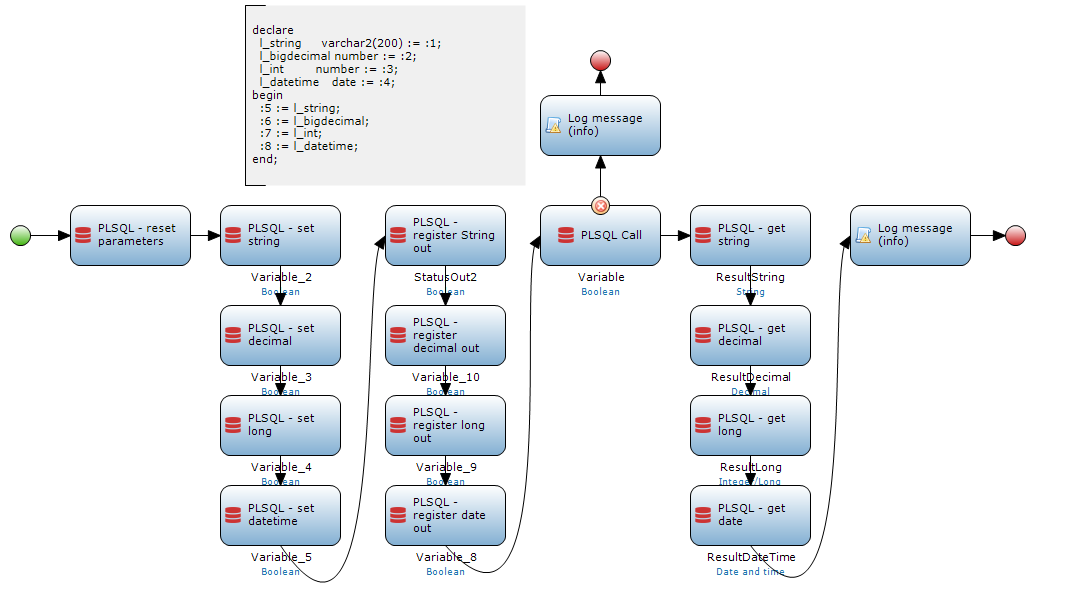 declare
l_string varchar2(200) := :1;
l_bigdecimal number := :2;
l_int number := :3;
l_datetime date := :4;
begin
:5 := l_string;
:6 := l_bigdecimal;
:7 := l_int;
:8 := l_datetime;
end;
Log message
(info)
PLSQL - reset
parameters
PLSQL - set
string
Variable_2
Boolean
PLSQL - set
decimal
Variable_3
Boolean
PLSQL - set
long
Variable_4
Boolean
PLSQL - set
datetime
Variable_5
Boolean
PLSQL -
register String
out
StatusOut2
Boolean
PLSQL -
register
decimal out
Variable_10
Boolean
PLSQL -
register long
out
Variable_9
Boolean
PLSQL -
register date
out
Variable_8
Boolean
PLSQL Call
Variable
Boolean
PLSQL - get
string
ResultString
String
PLSQL - get
decimal
ResultDecimal
Decimal
PLSQL - get
long
ResultLong
Integer/Long
PLSQL - get
date
ResultDateTime
Date and time
Log message
(info)